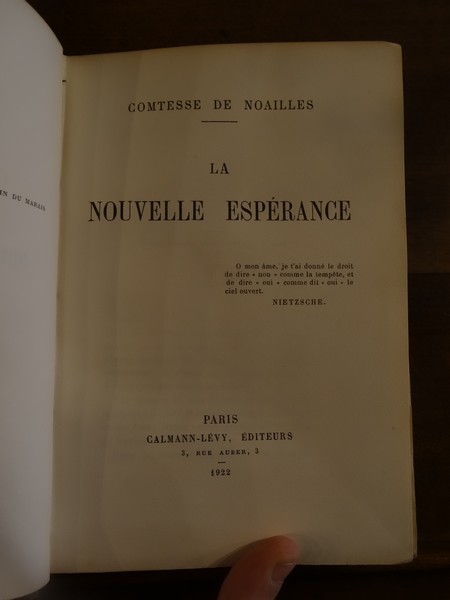 COMTESSE DE NOAILLES
LA
NOUVELLE ESPÉRANCE
O mon âme, je t'ai donné le droit
de dire « non » comme la tempête, et
de dire « oui » comme dit « oui » le
ciel ouvert.
NIETZSCHE.
PARIS
CALMANN-LÉVY, ÉDITEURS
3, RUE AUBER, 3
1922
DU MARAIS